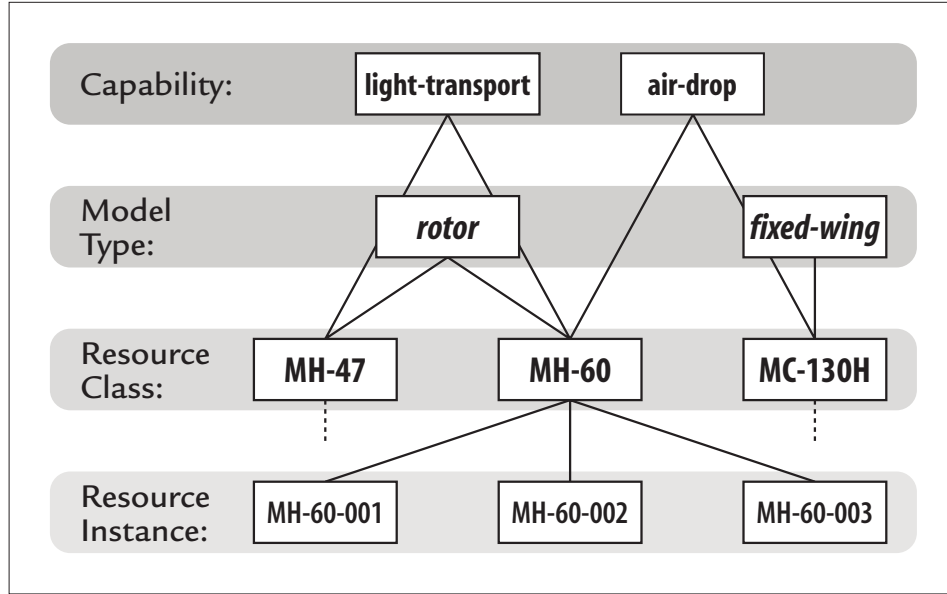 Capability:
light-transport
air-drop
Model
Type:
rotor
fixed-wing
Resource
Class:
MH-47
MH-60
MC-130H
Resource
Instance:
MH-60-001
MH-60-002
MH-60-003